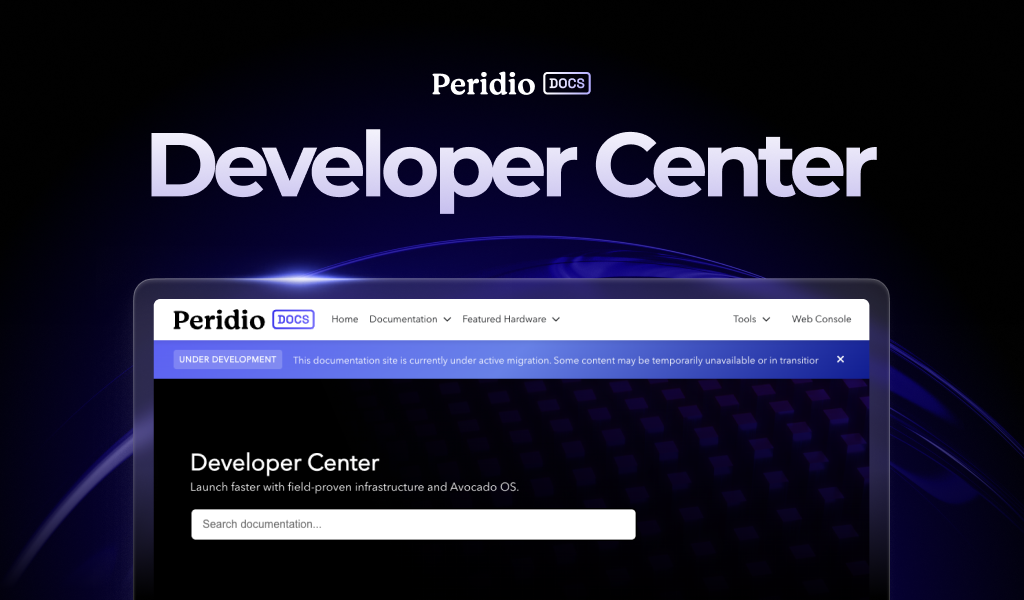 Peridio DOCS
Developer Center
Peridio DOCS Home Documentation Featured Hardware Tools Web Console
UNDER DEVELOPMENT This documentation site is currently under active migration. Some content may be temporarily unavailable or in transitior ×
Developer Center
Launch faster with field-proven infrastructure and Avocado OS.
Search documentation...